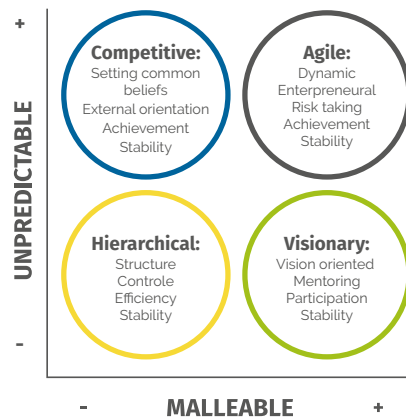 +
UNPREDICTABLE
-
Competitive:
Setting common
beliefs
External orientation
Achievement
Stability
Agile:
Dynamic
Enterpreneural
Risk taking
Achievement
Stability
Hierarchical:
Structure
Controle
Efficiency
Stability
Visionary:
Vision oriented
Mentoring
Participation
Stability
- MALLEABLE +